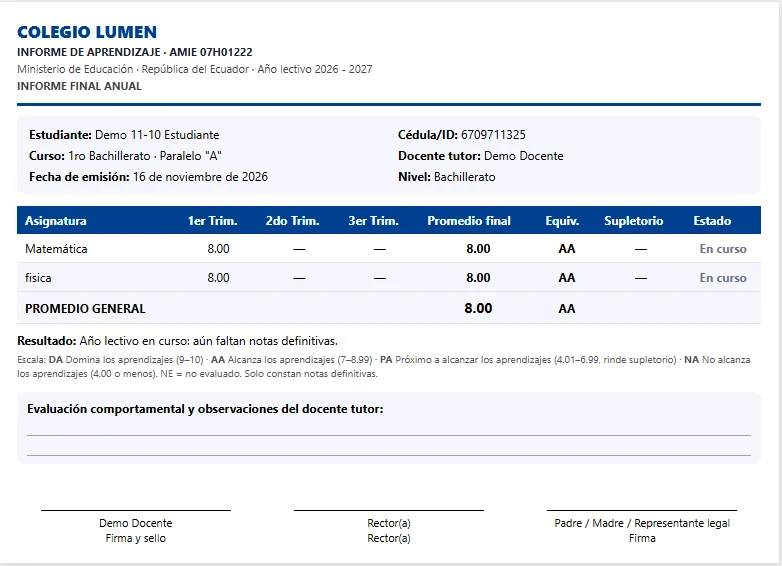 COLEGIO LUMEN
INFORME DE APRENDIZAJE · AMIE 07H01222
Ministerio de Educación · República del Ecuador · Año lectivo 2026 - 2027
INFORME FINAL ANUAL
Estudiante: Demo 11-10 Estudiante
Cédula/ID: 6709711325
Curso: 1ro Bachillerato · Paralelo "A"
Docente tutor: Demo Docente
Fecha de emisión: 16 de noviembre de 2026
Nivel: Bachillerato
Asignatura 1er Trim. 2do Trim. 3er Trim. Promedio final Equiv. Supletorio Estado
Matemática 8.00 — — 8.00 AA — En curso
fisica 8.00 — — 8.00 AA — En curso
PROMEDIO GENERAL 8.00 AA
Resultado: Año lectivo en curso: aún faltan notas definitivas.
Escala: DA Domina los aprendizajes (9–10) · AA Alcanza los aprendizajes (7–8.99) · PA Próximo a alcanzar los aprendizajes (4.01–6.99, rinde supletorio) · NA No alcanza
los aprendizajes (4.00 o menos). NE = no evaluado. Solo constan notas definitivas.
Evaluación comportamental y observaciones del docente tutor:
Demo Docente
Firma y sello
Rector(a)
Rector(a)
Padre / Madre / Representante legal
Firma